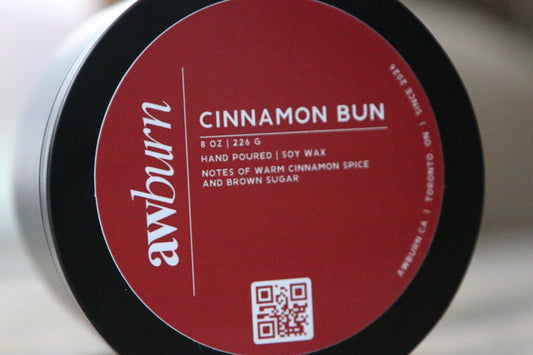 awburn
CINNAMON BUN
8 OZ | 226 G
HAND POURED | SOY WAX
NOTES OF WARM CINNAMON SPICE
AND BROWN SUGAR
AWBURN.CA | TORONTO ON | SINCE 2026